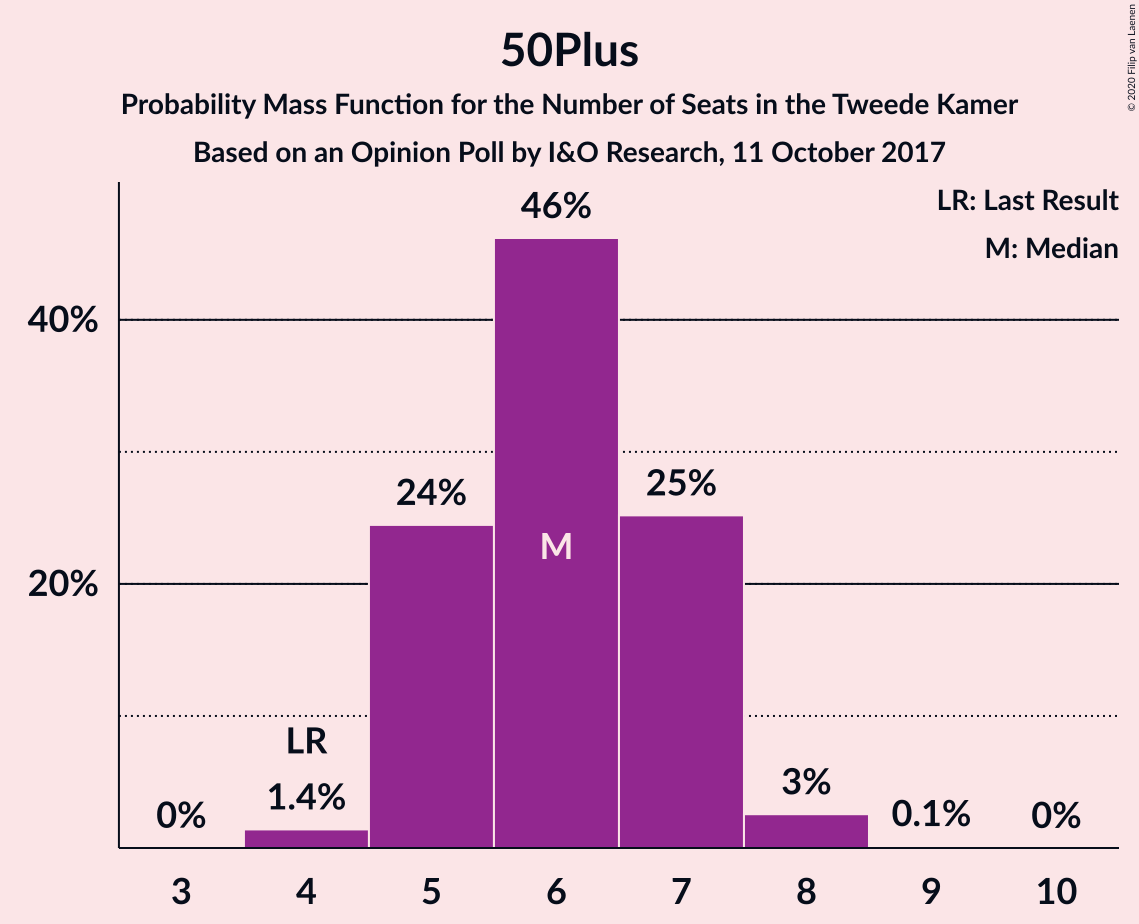 50Plus
Probability Mass Function for the Number of Seats in the Tweede Kamer
Based on an Opinion Poll by I&O Research, 11 October 2017
© 2020 Filip van Laenen
LR: Last Result
M: Median
46%
40%
25%
24%
M
20%
LR
3%
1.4%
0%
0.1%
0%
3 4 5 6 7 8 9 10